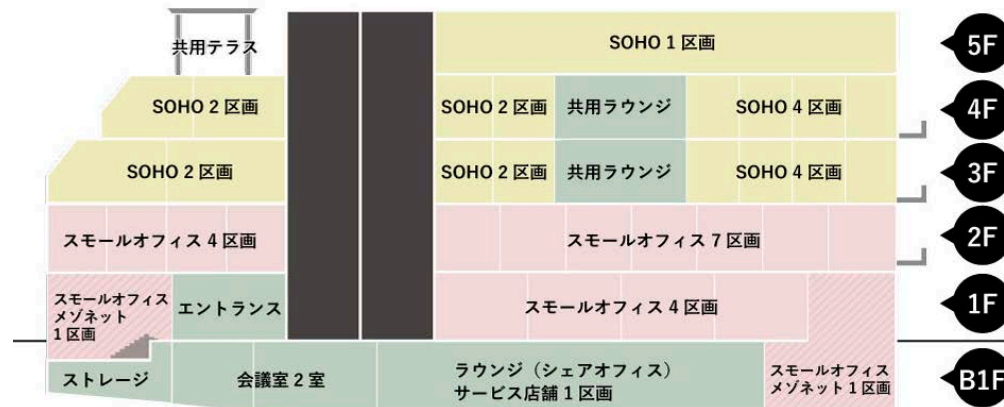 共用テラス
SOHO 1 区画
5F
SOHO 2 区画
SOHO 2 区画
共用ラウンジ
SOHO 4 区画
4F
SOHO 2 区画
SOHO 2 区画
共用ラウンジ
SOHO 4 区画
3F
スモールオフィス 4 区画
スモールオフィス 7 区画
2F
スモールオフィス
メゾネット
1 区画
エントランス
スモールオフィス 4 区画
1F
ストレージ
会議室 2 室
ラウンジ（シェアオフィス）
サービス店舗 1 区画
スモールオフィス
メゾネット 1 区画
B1F